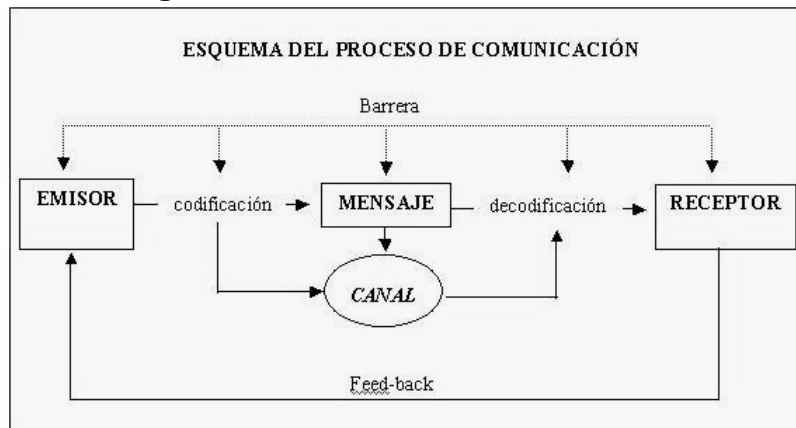 ESQUEMA DEL PROCESO DE COMUNICACIÓN
Barrera
EMISOR codificación MENSAJE decodificación RECEPTOR
CANAL
Feed-back